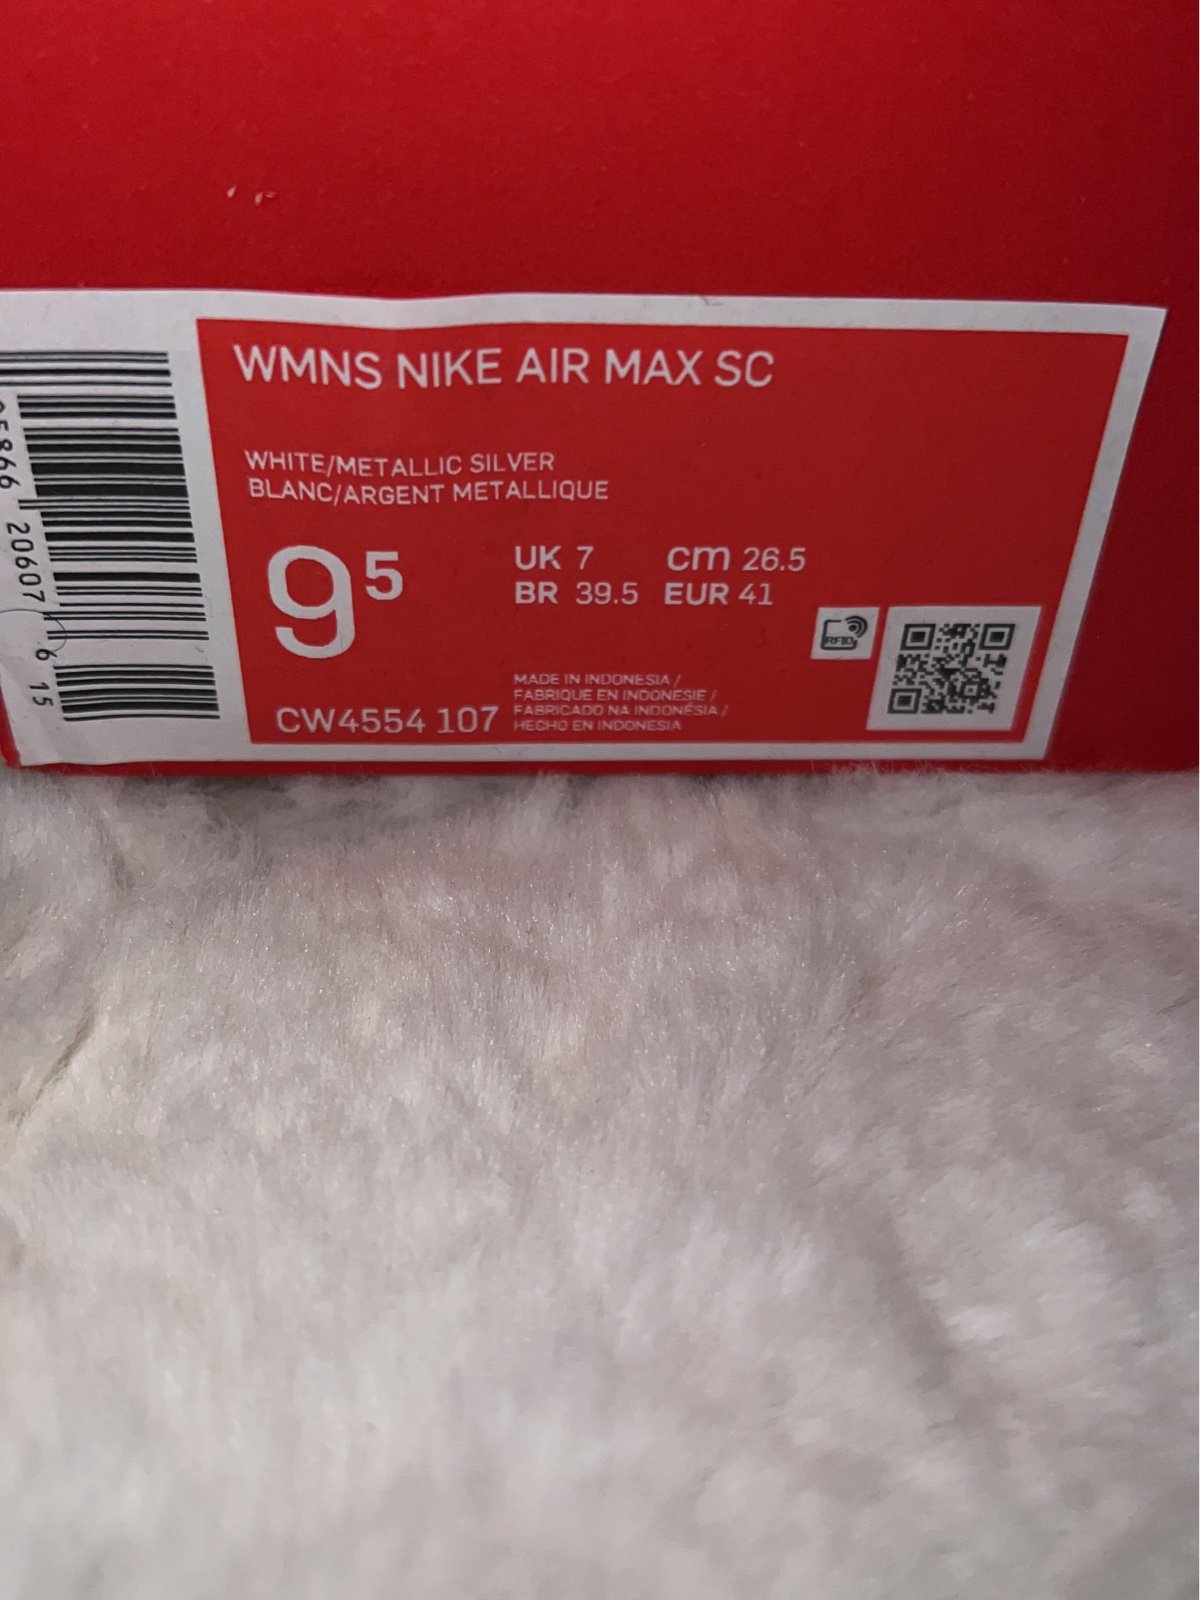 WMNS NIKE AIR MAX SC
WHITE/METALLIC SILVER
BLANC/ARGENT METALLIQUE
9⁵
UK 7 cm 26.5
BR 39.5 EUR 41
RFID
MADE IN INDONESIA /
FABRIQUE EN INDONESIE /
FABRICADO NA INDONÉSIA /
HECHO EN INDONESIA
CW4554 107
5866 20607 6 15